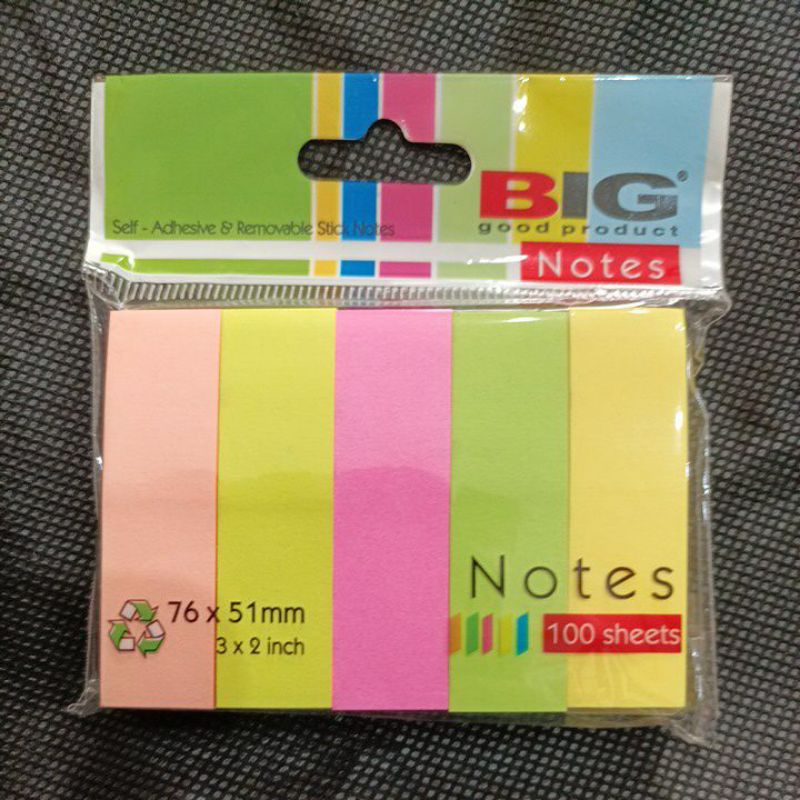 BIG®
good product
Self - Adhesive & Removable Stick Notes
Notes
Notes
76 x 51mm
100 sheets
3 x 2 inch